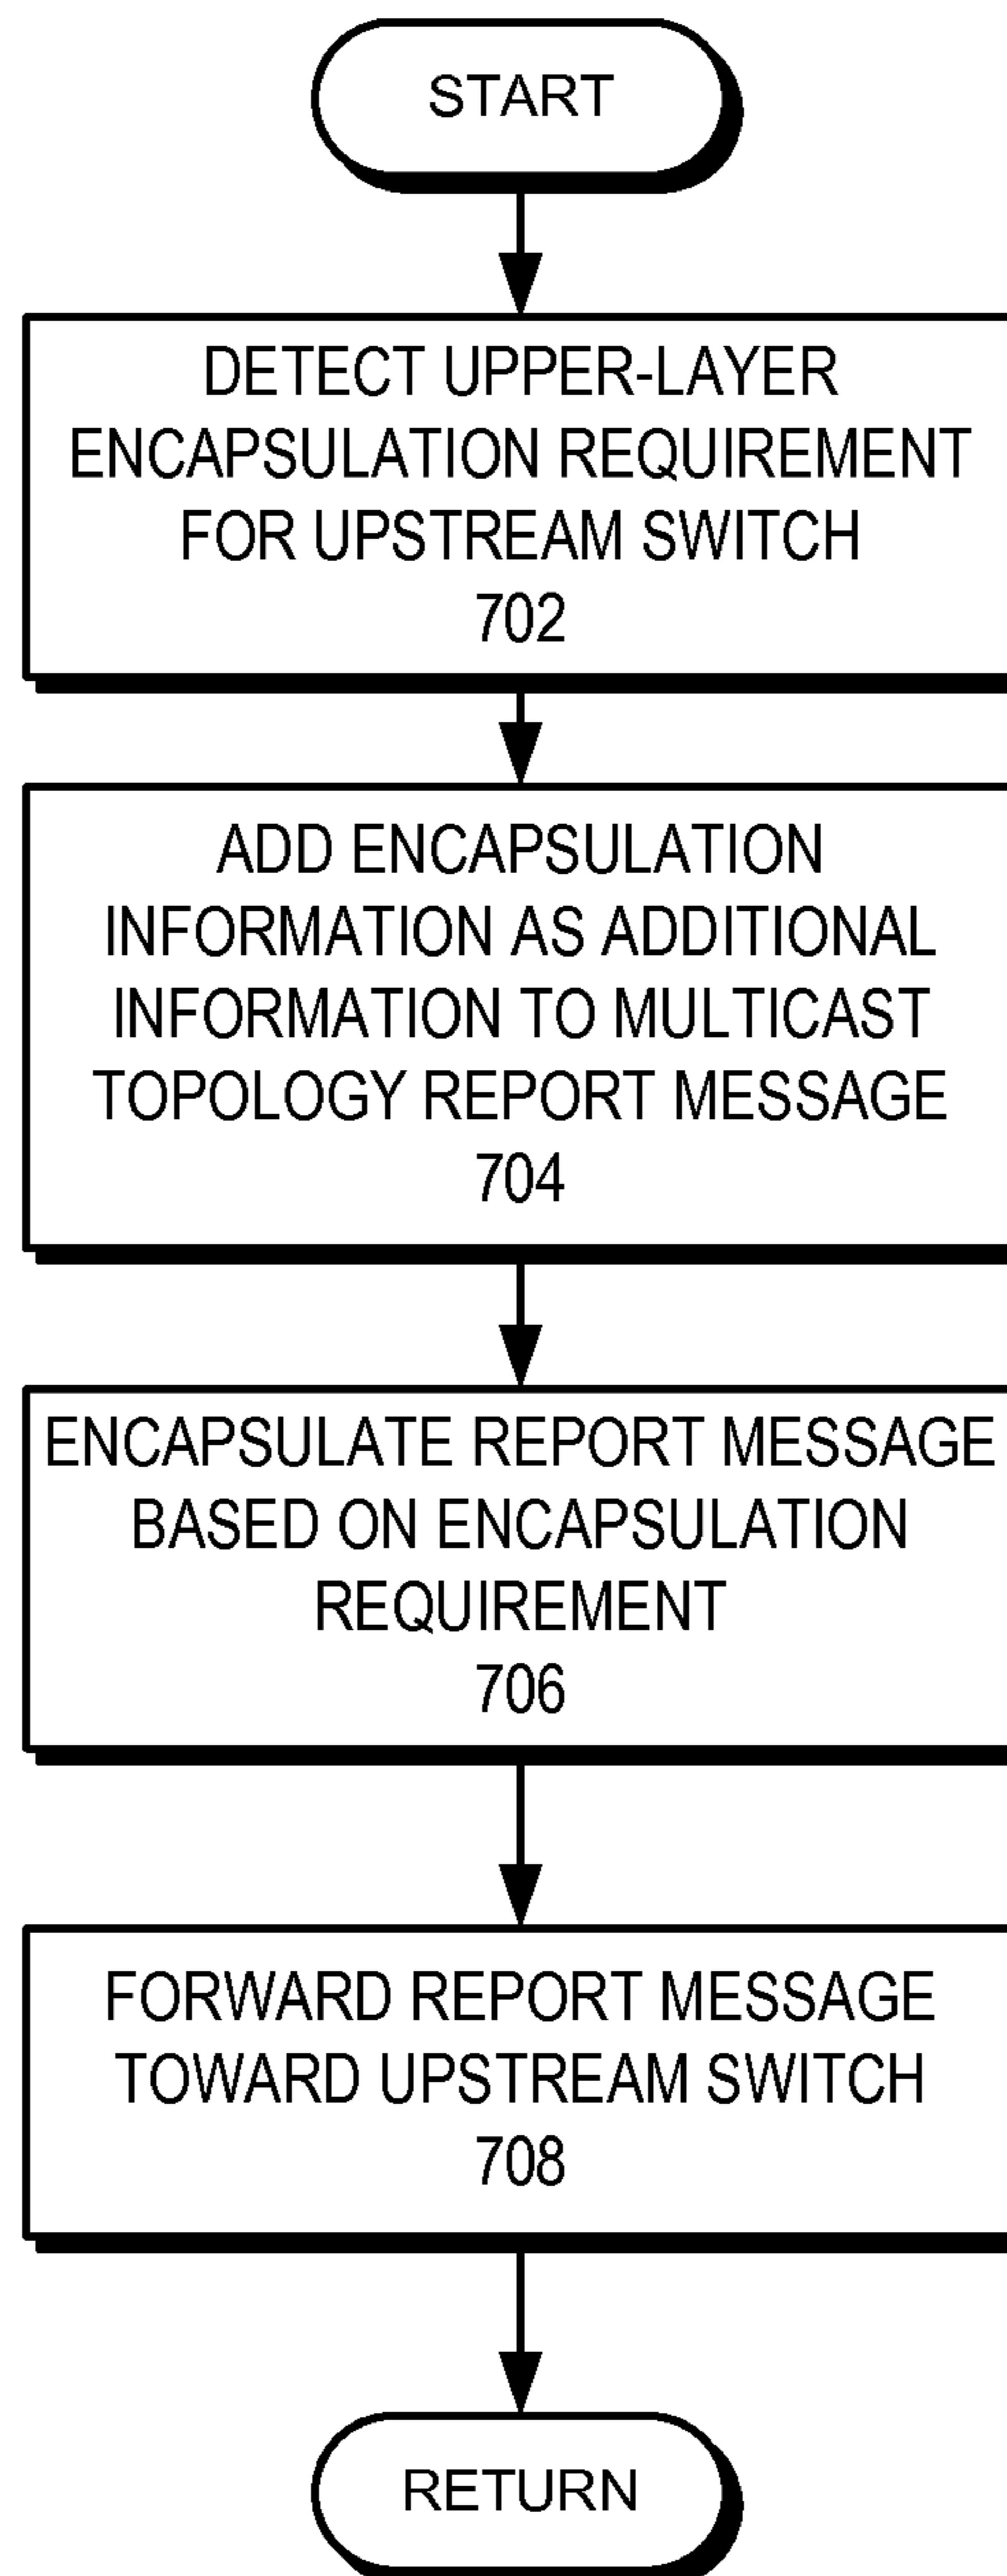 START
DETECT UPPER-LAYER
ENCAPSULATION REQUIREMENT
FOR UPSTREAM SWITCH
702
ADD ENCAPSULATION
INFORMATION AS ADDITIONAL
INFORMATION TO MULTICAST
TOPOLOGY REPORT MESSAGE
704
ENCAPSULATE REPORT MESSAGE
BASED ON ENCAPSULATION
REQUIREMENT
706
FORWARD REPORT MESSAGE
TOWARD UPSTREAM SWITCH
708
RETURN